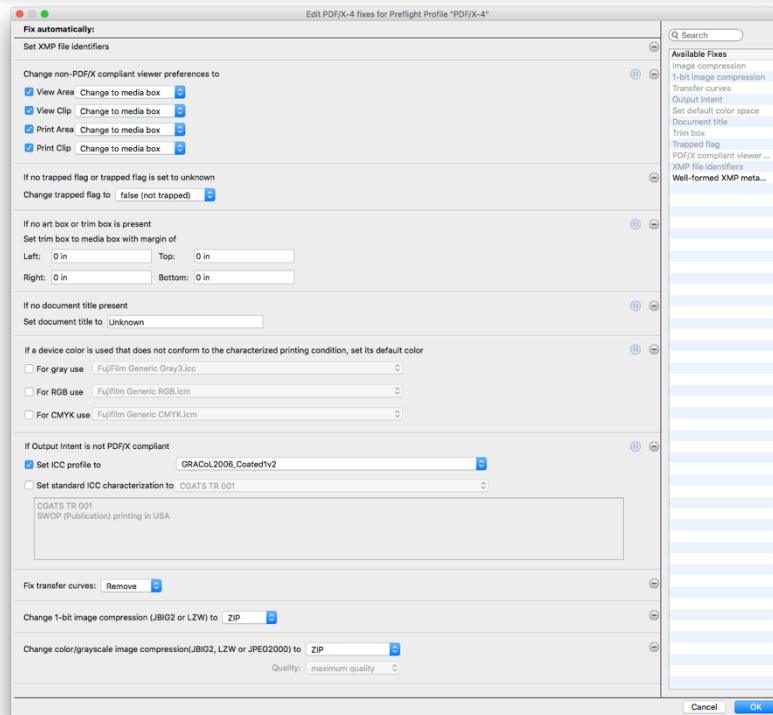 Edit PDF/X-4 fixes for Preflight Profile "PDF/X-4"
Fix automatically:
Set XMP file identifiers
Change non-PDF/X compliant viewer preferences to
View Area Change to media box
View Clip Change to media box
Print Area Change to media box
Print Clip Change to media box
If no trapped flag or trapped flag is set to unknown
Change trapped flag to false (not trapped)
If no art box or trim box is present
Set trim box to media box with margin of
Left: 0 in Top: 0 in
Right: 0 in Bottom: 0 in
If no document title present
Set document title to Unknown
If a device color is used that does not conform to the characterized printing condition, set its default color
For gray use FujiFilm Generic Gray3.icc
For RGB use Fujifilm Generic RGB.icm
For CMYK use Fujifilm Generic CMYK.icm
If Output Intent is not PDF/X compliant
Set ICC profile to GRACoL2006_Coated1v2
Set standard ICC characterization to CGATS TR 001
CGATS TR 001
SWOP (Publication) printing in USA
Fix transfer curves: Remove
Change 1-bit image compression (JBIG2 or LZW) to ZIP
Change color/grayscale image compression(JBIG2, LZW or JPEG2000) to ZIP
Quality: maximum quality
Search
Available Fixes
Image compression
1-bit image compression
Transfer curves
Output Intent
Set default color space
Document title
Trim box
Trapped flag
PDF/X compliant viewer ...
XMP file identifiers
Well-formed XMP meta...
Cancel OK